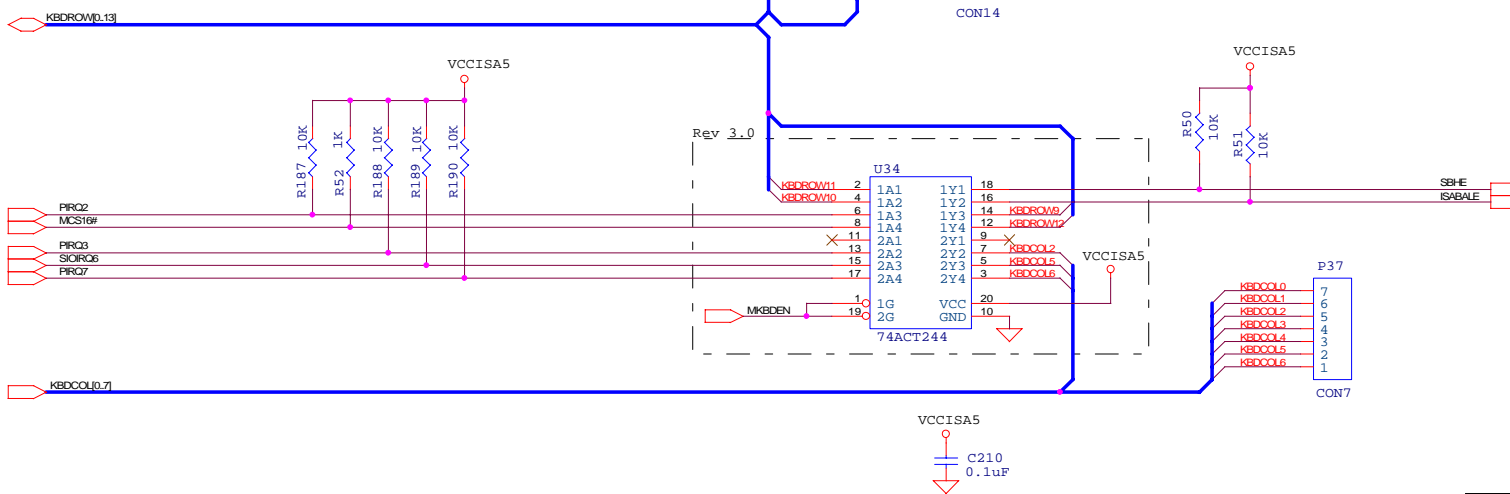 KBDROW[0..13]
CON14
VCCISA5
VCCISA5
R187 10K
R52 1K
R188 10K
R189 10K
R190 10K
R50 10K
R51 10K
Rev 3.0
U34
KBDROW11 2 1A1 1Y1 18 SBHE
KBDROW10 4 1A2 1Y2 16 ISABALE
PIRQ2 6 1A3 1Y3 14 KBDROW9
MCS16# 8 1A4 1Y4 12 KBDROW12
11 2A1 2Y1 9
PIRQ3 13 2A2 2Y2 7 KBDCOL2
SIOIRQ6 15 2A3 2Y3 5 KBDCOL5
PIRQ7 17 2A4 2Y4 3 KBDCOL6
VCCISA5
MKBDEN 1 1G VCC 20
19 2G GND 10
74ACT244
P37
KBDCOL0 7
KBDCOL1 6
KBDCOL2 5
KBDCOL3 4
KBDCOL4 3
KBDCOL5 2
KBDCOL6 1
CON7
KBDCOL[0..7]
VCCISA5
C210
0.1uF